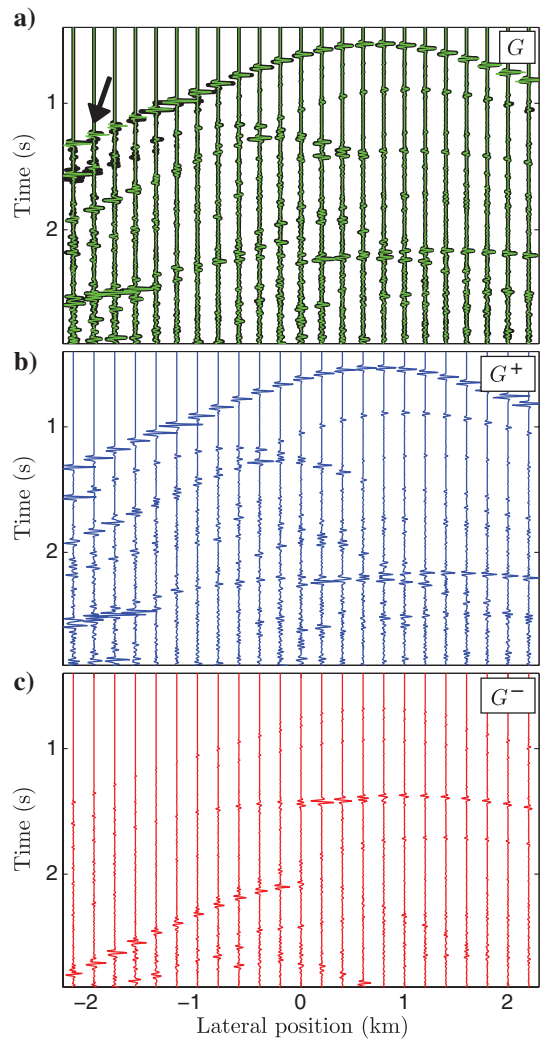 a)
G
1
2
Time (s)
b)
G+
1
2
Time (s)
c)
G−
1
2
Time (s)
−2 −1 0 1 2
Lateral position (km)